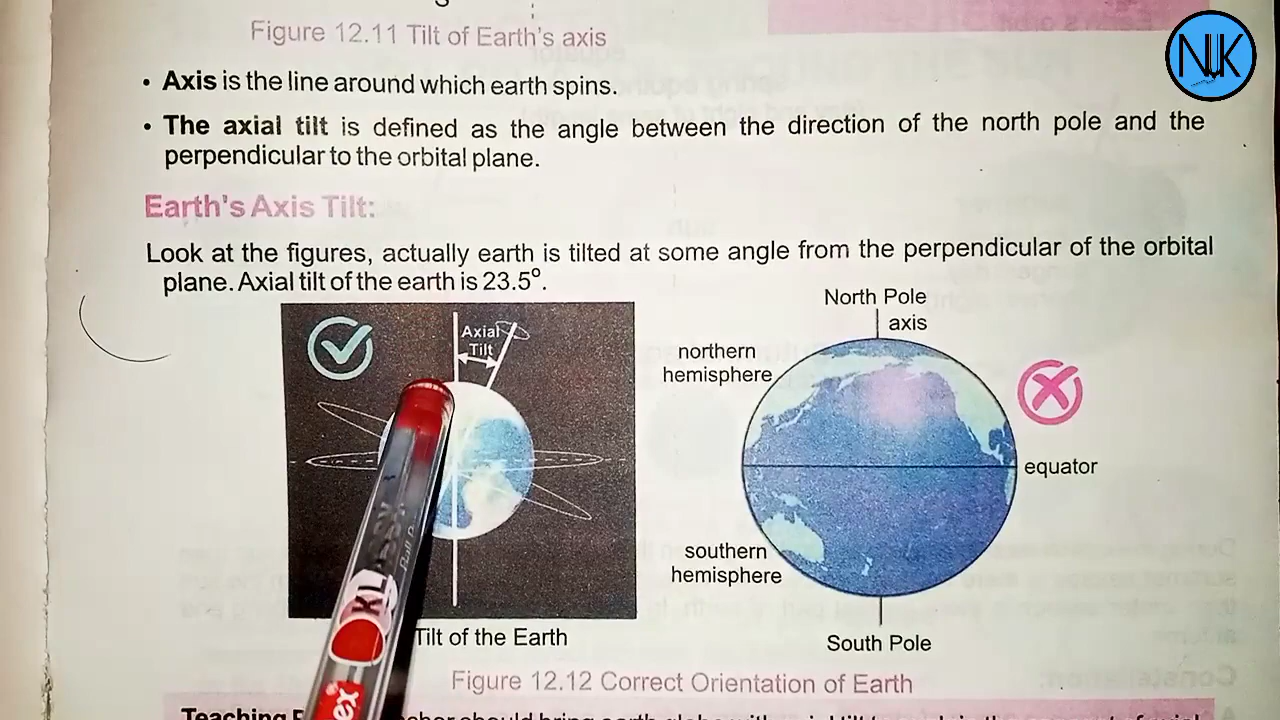 Figure 12.11 Tilt of Earth's axis
NJK
• Axis is the line around which earth spins.
• The axial tilt is defined as the angle between the direction of the north pole and the
perpendicular to the orbital plane.
Earth's Axis Tilt:
Look at the figures, actually earth is tilted at some angle from the perpendicular of the orbital
plane. Axial tilt of the earth is 23.5º.
Axial
Tilt
North Pole
axis
northern
hemisphere
equator
southern
hemisphere
South Pole
Tilt of the Earth
Figure 12.12 Correct Orientation of Earth
Teaching